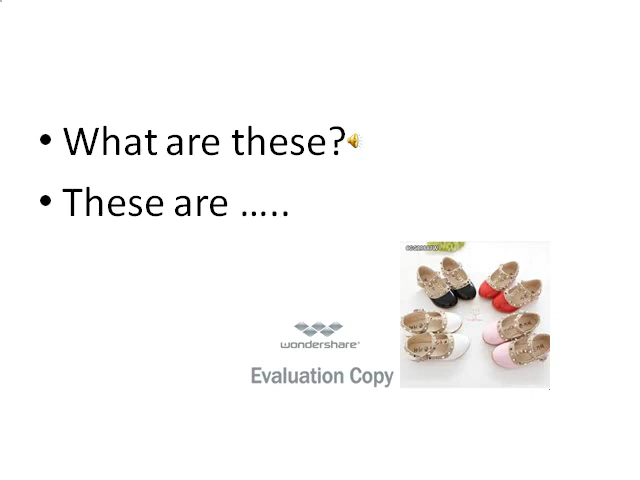 • What are these?
• These are .....
wondershare
Evaluation Copy